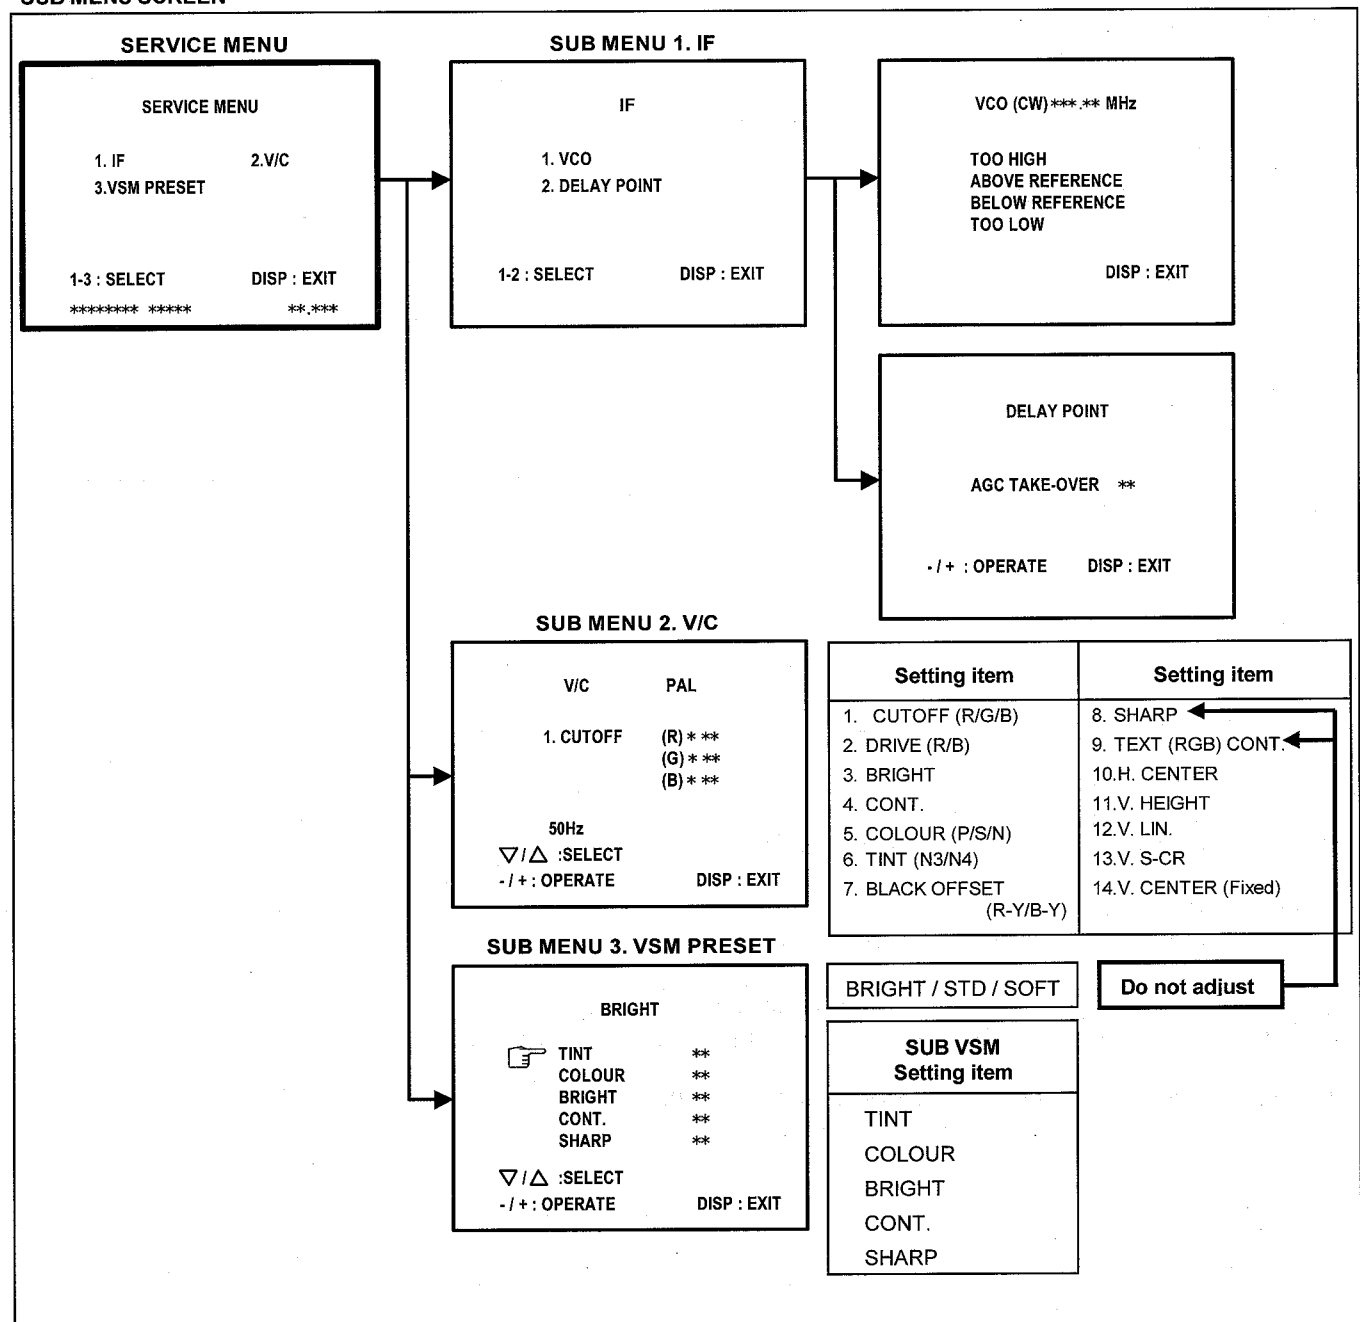 SUB MENU SCREEN
SERVICE MENU
SERVICE MENU
1. IF 2.V/C
3.VSM PRESET
1-3 : SELECT DISP : EXIT
******** ***** **.***
SUB MENU 1. IF
IF
1. VCO
2. DELAY POINT
1-2 : SELECT DISP : EXIT
VCO (CW)***.** MHz
TOO HIGH
ABOVE REFERENCE
BELOW REFERENCE
TOO LOW
DISP : EXIT
DELAY POINT
AGC TAKE-OVER **
- / + : OPERATE DISP : EXIT
SUB MENU 2. V/C
V/C PAL
1. CUTOFF (R) * **
(G) * **
(B) * **
50Hz
▽/△ :SELECT
- / + : OPERATE DISP : EXIT
Setting item
1. CUTOFF (R/G/B)
2. DRIVE (R/B)
3. BRIGHT
4. CONT.
5. COLOUR (P/S/N)
6. TINT (N3/N4)
7. BLACK OFFSET
(R-Y/B-Y)
Setting item
8. SHARP
9. TEXT (RGB) CONT.
10.H. CENTER
11.V. HEIGHT
12.V. LIN.
13.V. S-CR
14.V. CENTER (Fixed)
Do not adjust
SUB MENU 3. VSM PRESET
BRIGHT
TINT **
COLOUR **
BRIGHT **
CONT. **
SHARP **
▽/△ :SELECT
- / + : OPERATE DISP : EXIT
BRIGHT / STD / SOFT
SUB VSM
Setting item
TINT
COLOUR
BRIGHT
CONT.
SHARP